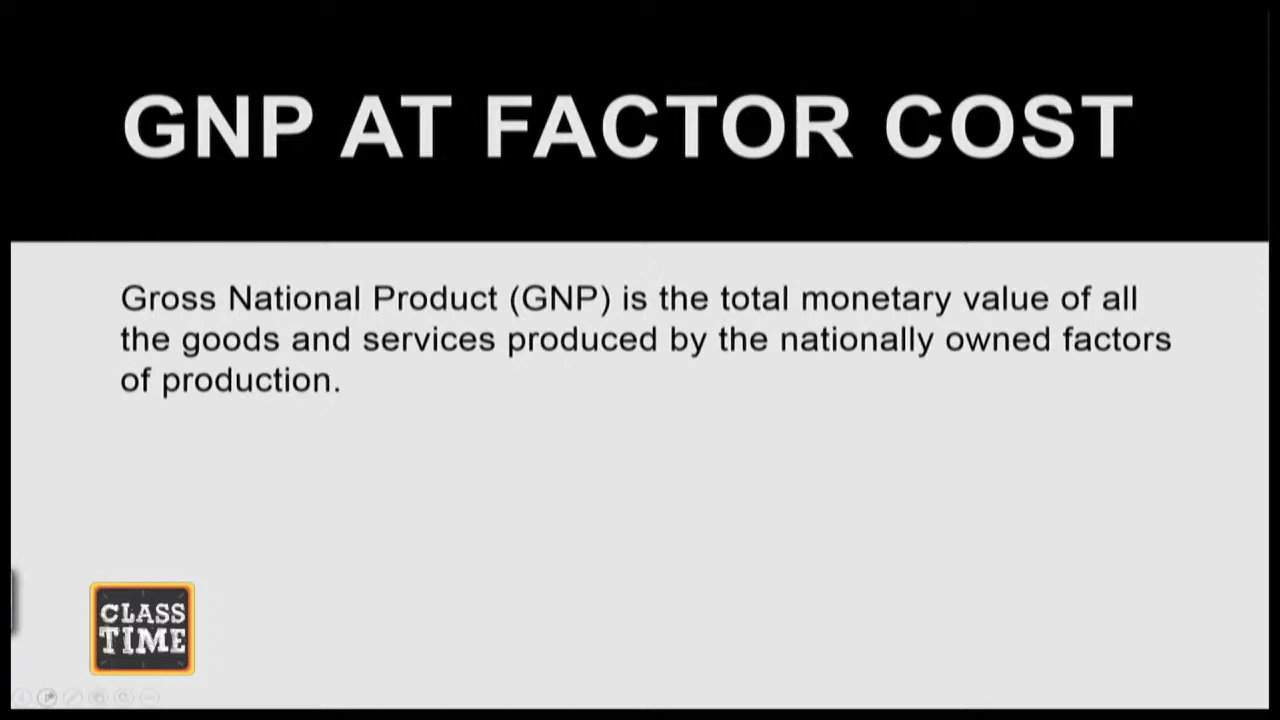 GNP AT FACTOR COST
Gross National Product (GNP) is the total monetary value of all
the goods and services produced by the nationally owned factors
of production.
CLASS
TIME